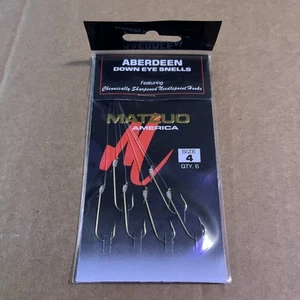 ABERDEEN
DOWN EYE SNELLS
Featuring
Chemically Sharpened Needlepoint Hooks
MATZUO
AMERICA
SIZE
4
QTY. 6